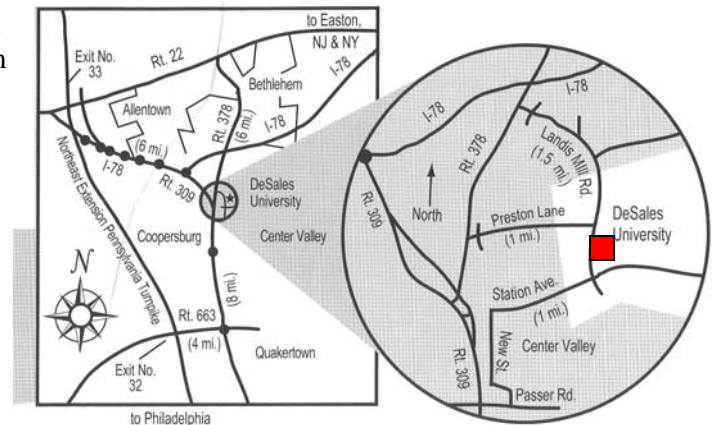 n
to Easton,
NJ & NY
Exit No.
33
Rt. 22
I-78
Bethlehem
Allentown
Rt. 378
(6 mi.)
I-78
(6 mi.)
I-78
Rt. 309
DeSales
University
Coopersburg
Center Valley
Northeast Extension Pennsylvania Turnpike
N
(8 mi.)
Rt. 663
(4 mi.)
Quakertown
Exit No.
32
to Philadelphia
I-78
I-78
Rt. 378
Landis Mill Rd.
(1.5 mi.)
Rt. 309
North
Preston Lane
(1 mi.)
DeSales
University
Station Ave.
(1 mi.)
New St.
Center Valley
Rt. 309
Passer Rd.